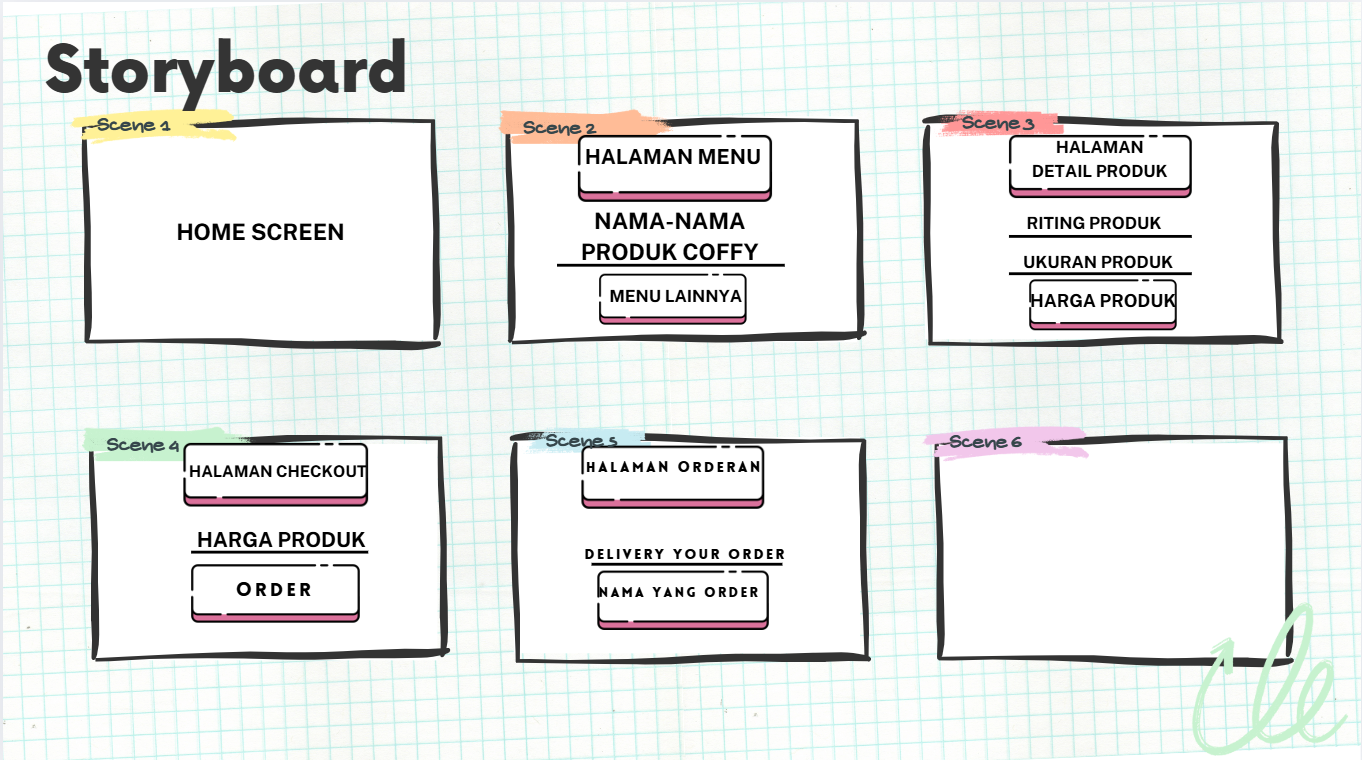 Storyboard
Scene 1
HOME SCREEN
Scene 2
HALAMAN MENU
NAMA-NAMA
PRODUK COFFY
MENU LAINNYA
Scene 3
HALAMAN
DETAIL PRODUK
RITING PRODUK
UKURAN PRODUK
HARGA PRODUK
Scene 4
HALAMAN CHECKOUT
HARGA PRODUK
ORDER
Scene 5
HALAMAN ORDERAN
DELIVERY YOUR ORDER
NAMA YANG ORDER
Scene 6